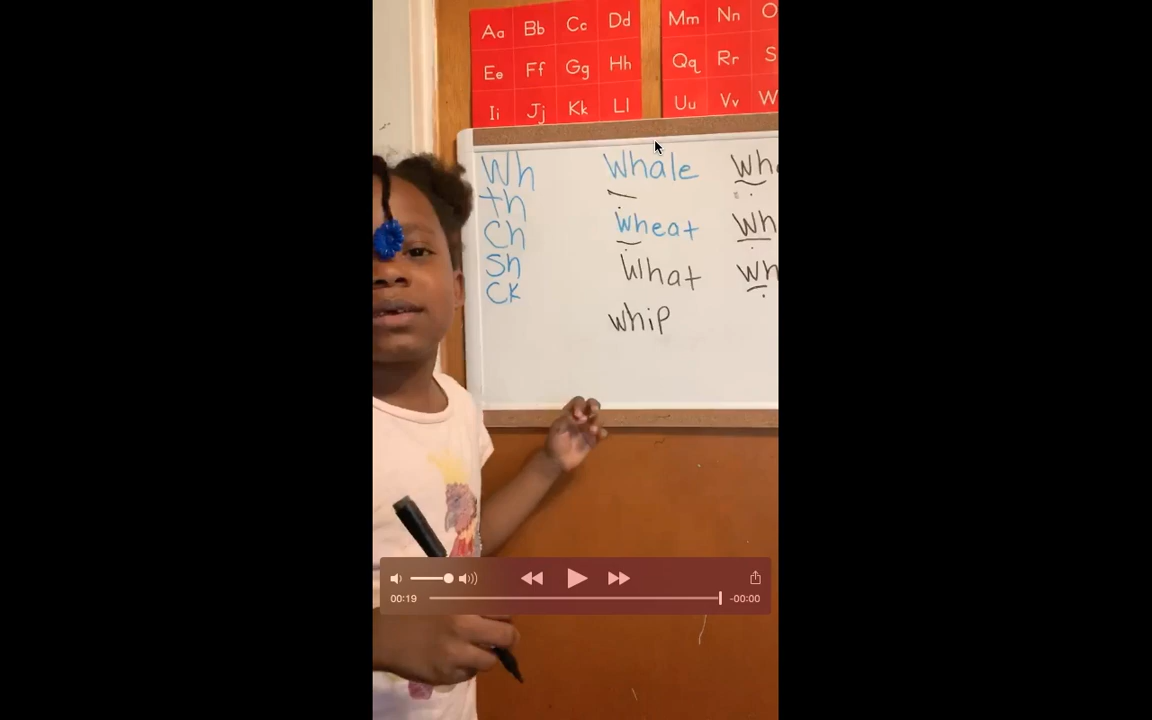 Aa Bb Cc Dd
Ee Ff Gg Hh
Ii Jj Kk Ll
Mm Nn
Qq Rr
Uu Vv
Wh
th
Ch
Sh
Ck
Whale
Wheat
What
whip
00:19 -00:00